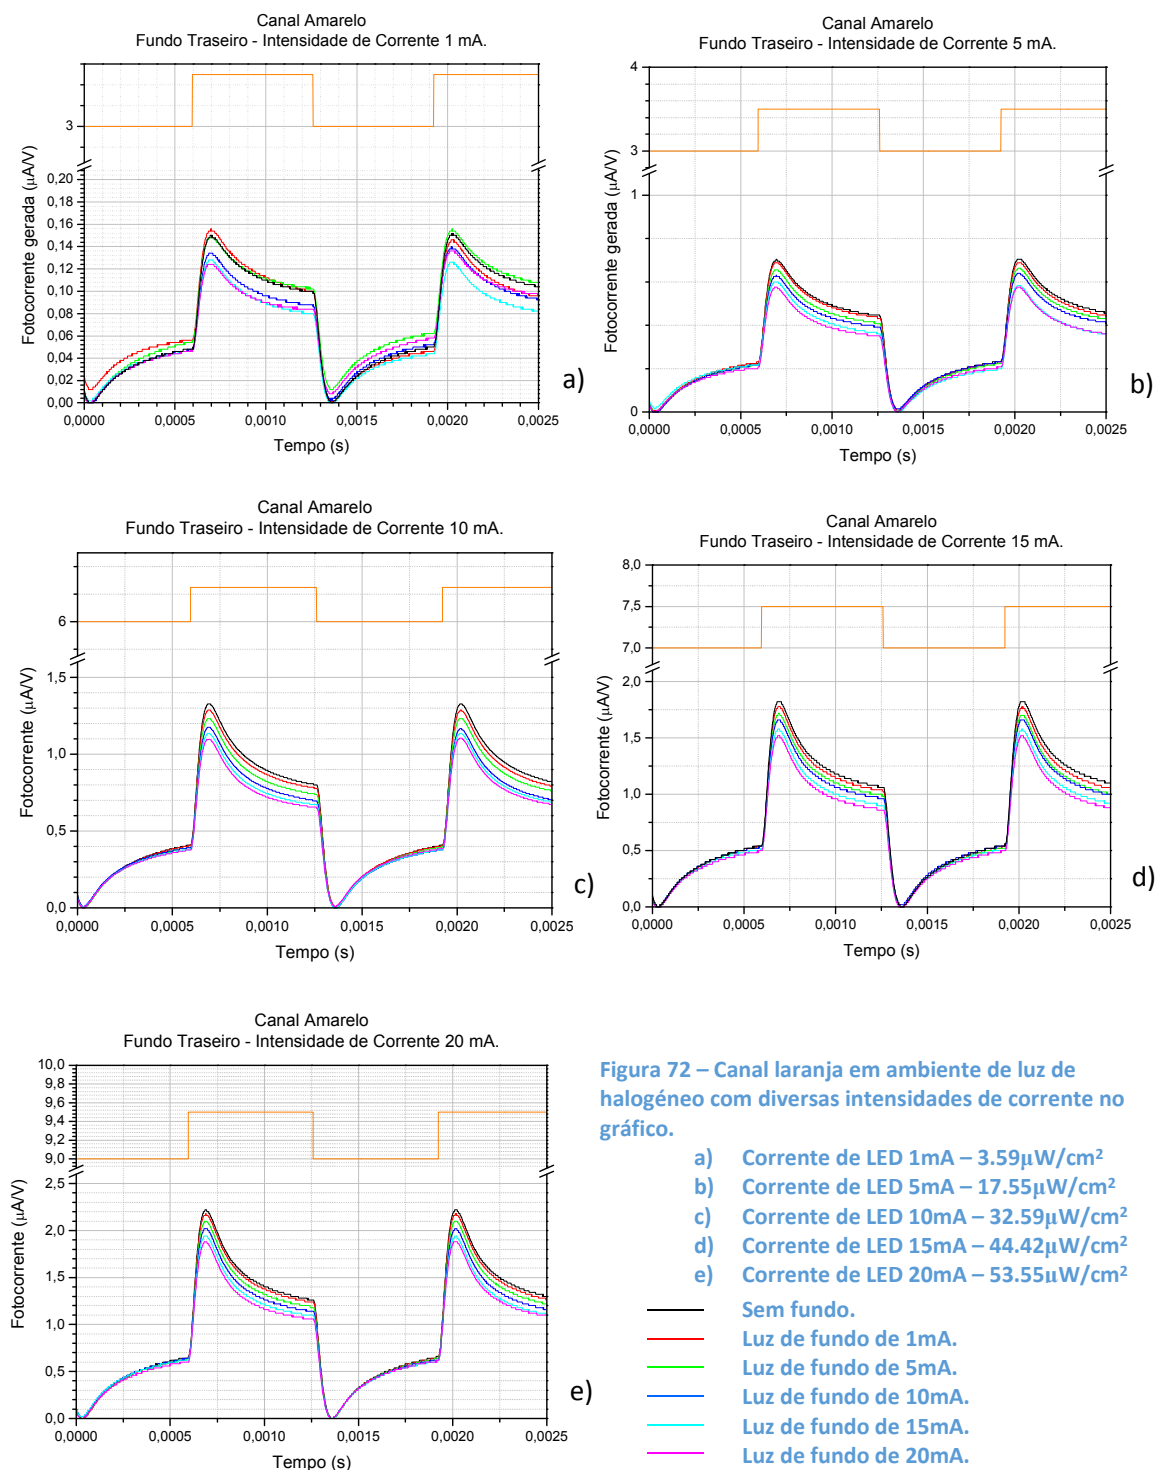 Canal Amarelo
Fundo Traseiro - Intensidade de Corrente 1 mA.
3
0,20
0,18
0,16
0,14
0,12
0,10
0,08
0,06
0,04
0,02
0,00
Fotocorrente gerada (µA/V)
0,0000 0,0005 0,0010 0,0015 0,0020 0,0025
Tempo (s)
a)
Canal Amarelo
Fundo Traseiro - Intensidade de Corrente 5 mA.
4
3
1
0
Fotocorrente gerada (µA/V)
0,0000 0,0005 0,0010 0,0015 0,0020 0,0025
Tempo (s)
b)
Canal Amarelo
Fundo Traseiro - Intensidade de Corrente 10 mA.
6
1,5
1,0
0,5
0,0
Fotocorrente (µA/V)
0,0000 0,0005 0,0010 0,0015 0,0020 0,0025
Tempo (s)
c)
Canal Amarelo
Fundo Traseiro - Intensidade de Corrente 15 mA.
8,0
7,5
7,0
2,0
1,5
1,0
0,5
0,0
Fotocorrente (µA/V)
0,0000 0,0005 0,0010 0,0015 0,0020 0,0025
Tempo (s)
d)
Canal Amarelo
Fundo Traseiro - Intensidade de Corrente 20 mA.
10,0
9,8
9,6
9,4
9,2
9,0
2,5
2,0
1,5
1,0
0,5
0,0
Fotocorrente (µA/V)
0,0000 0,0005 0,0010 0,0015 0,0020 0,0025
Tempo (s)
e)
Figura 72 – Canal laranja em ambiente de luz de
halogéneo com diversas intensidades de corrente no
gráfico.
a) Corrente de LED 1mA – 3.59µW/cm²
b) Corrente de LED 5mA – 17.55µW/cm²
c) Corrente de LED 10mA – 32.59µW/cm²
d) Corrente de LED 15mA – 44.42µW/cm²
e) Corrente de LED 20mA – 53.55µW/cm²
Sem fundo.
Luz de fundo de 1mA.
Luz de fundo de 5mA.
Luz de fundo de 10mA.
Luz de fundo de 15mA.
Luz de fundo de 20mA.